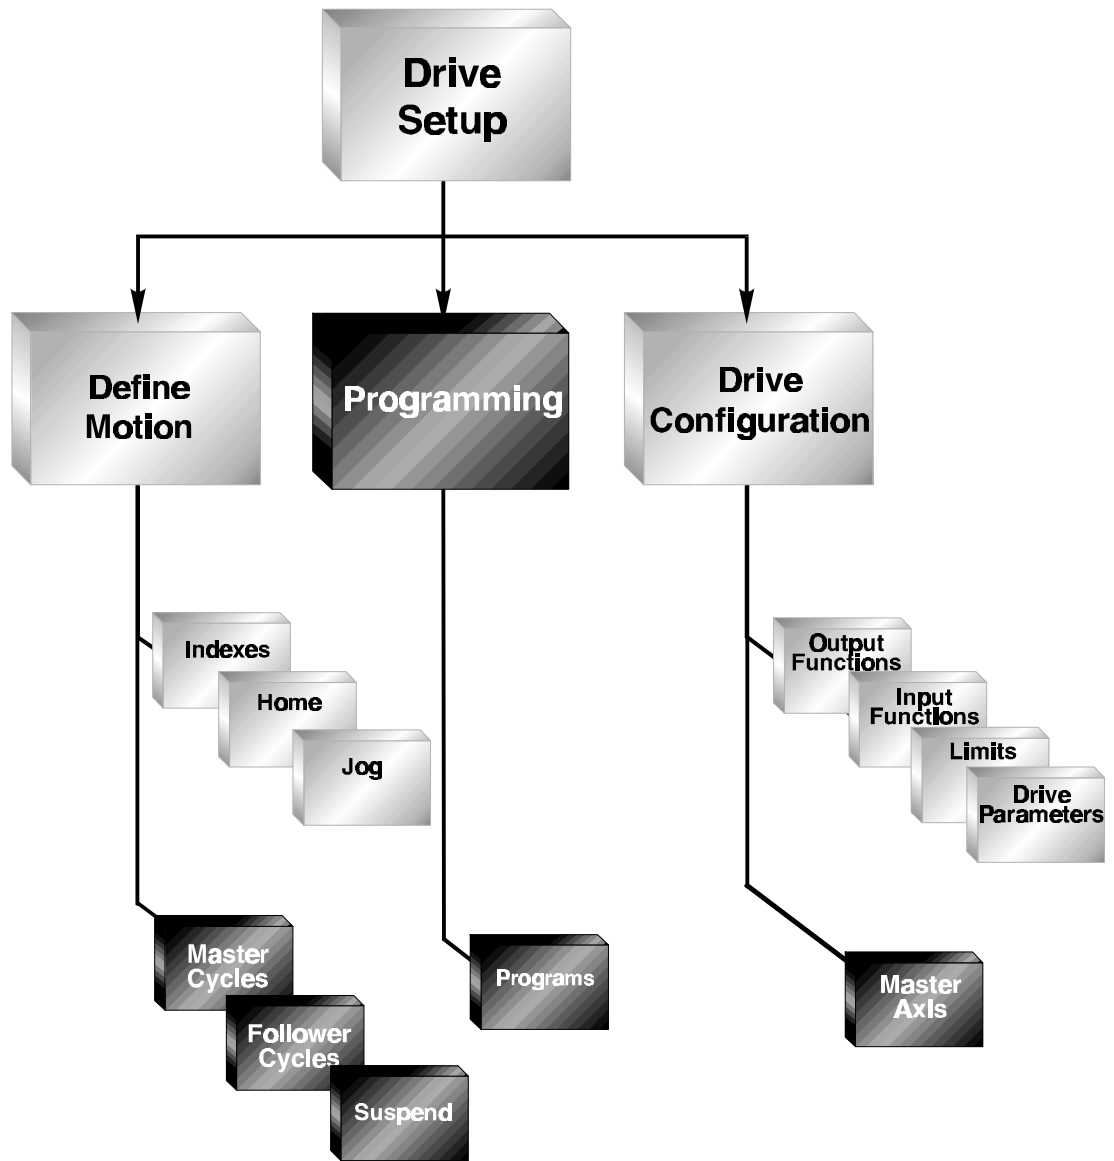 Drive
Setup
Define
Motion
Programming
Drive
Configuration
Indexes
Home
Jog
Output
Functions
Input
Functions
Limits
Drive
Parameters
Master
Cycles
Follower
Cycles
Suspend
Programs
Master
AxIs